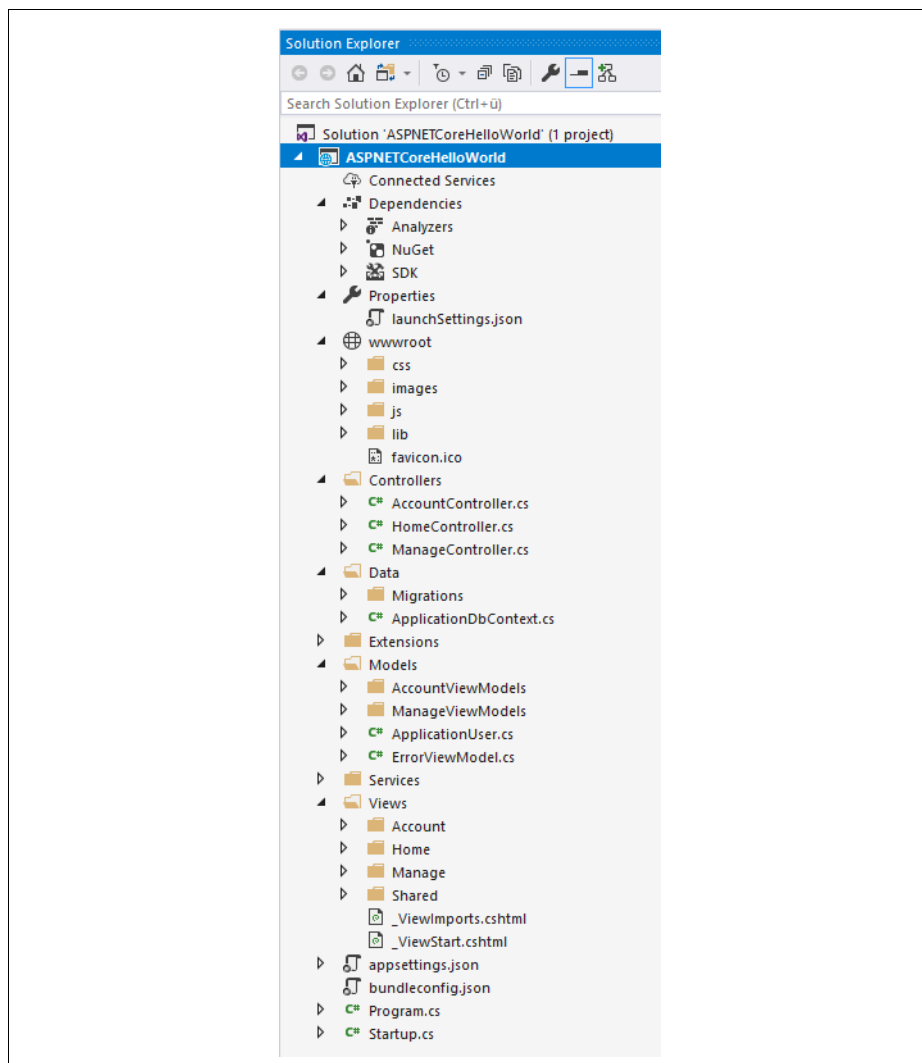 Solution Explorer
Search Solution Explorer (Ctrl+ü)
Solution 'ASPNETCoreHelloWorld' (1 project)
ASPNETCoreHelloWorld
Connected Services
Dependencies
Analyzers
NuGet
SDK
Properties
launchSettings.json
wwwroot
css
images
js
lib
favicon.ico
Controllers
C# AccountController.cs
C# HomeController.cs
C# ManageController.cs
Data
Migrations
C# ApplicationDbContext.cs
Extensions
Models
AccountViewModels
ManageViewModels
C# ApplicationUser.cs
C# ErrorViewModel.cs
Services
Views
Account
Home
Manage
Shared
_ViewImports.cshtml
_ViewStart.cshtml
appsettings.json
bundleconfig.json
C# Program.cs
C# Startup.cs